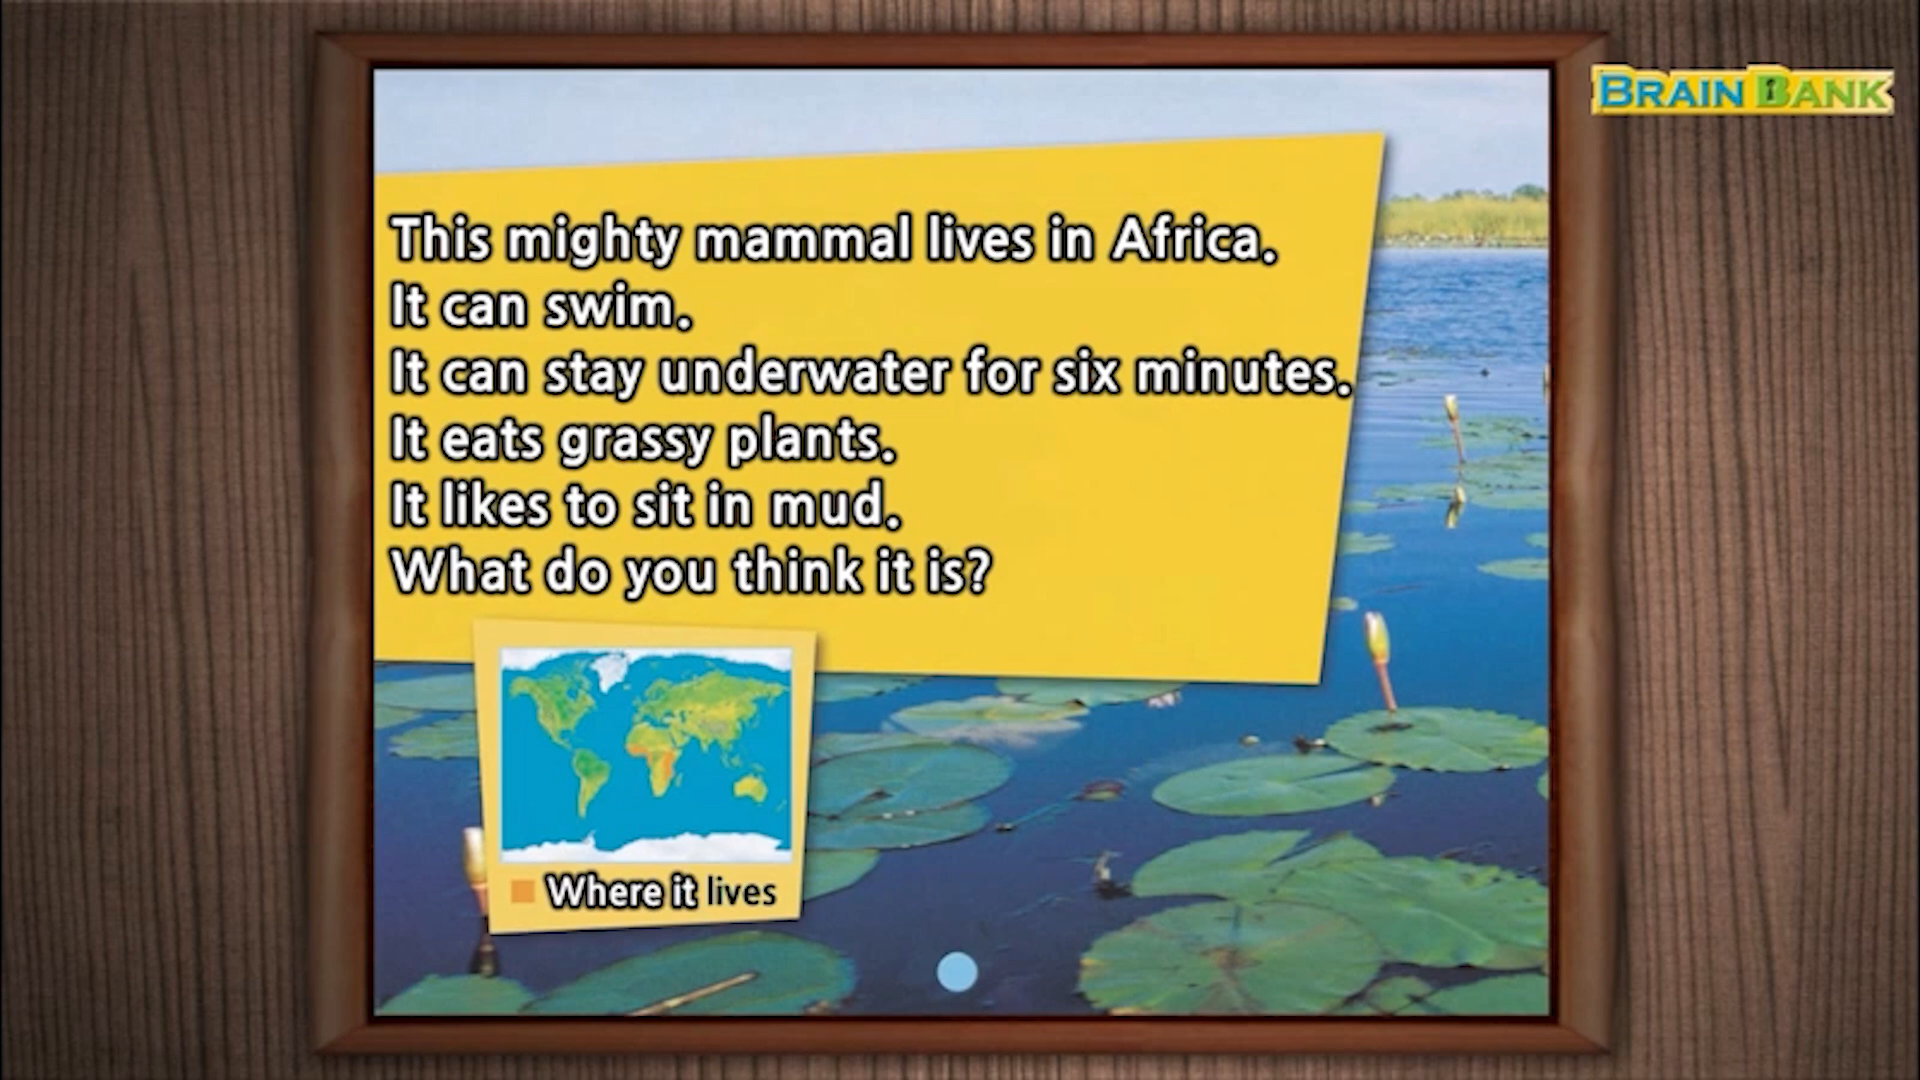 BRAIN BANK
This mighty mammal lives in Africa.
It can swim.
It can stay underwater for six minutes.
It eats grassy plants.
It likes to sit in mud.
What do you think it is?
Where it lives